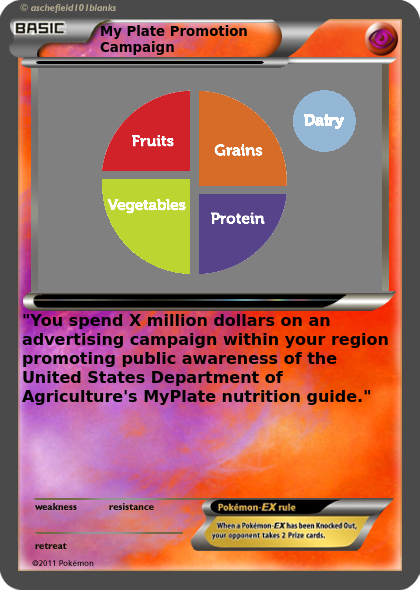 © aschefield101blanks
BASIC
My Plate Promotion
Campaign
Fruits
Grains
Dairy
Vegetables
Protein
"You spend X million dollars on an
advertising campaign within your region
promoting public awareness of the
United States Department of
Agriculture's MyPlate nutrition guide."
weakness
resistance
retreat
Pokémon-EX rule
When a Pokémon-EX has been Knocked Out,
your opponent takes 2 Prize cards.
©2011 Pokémon